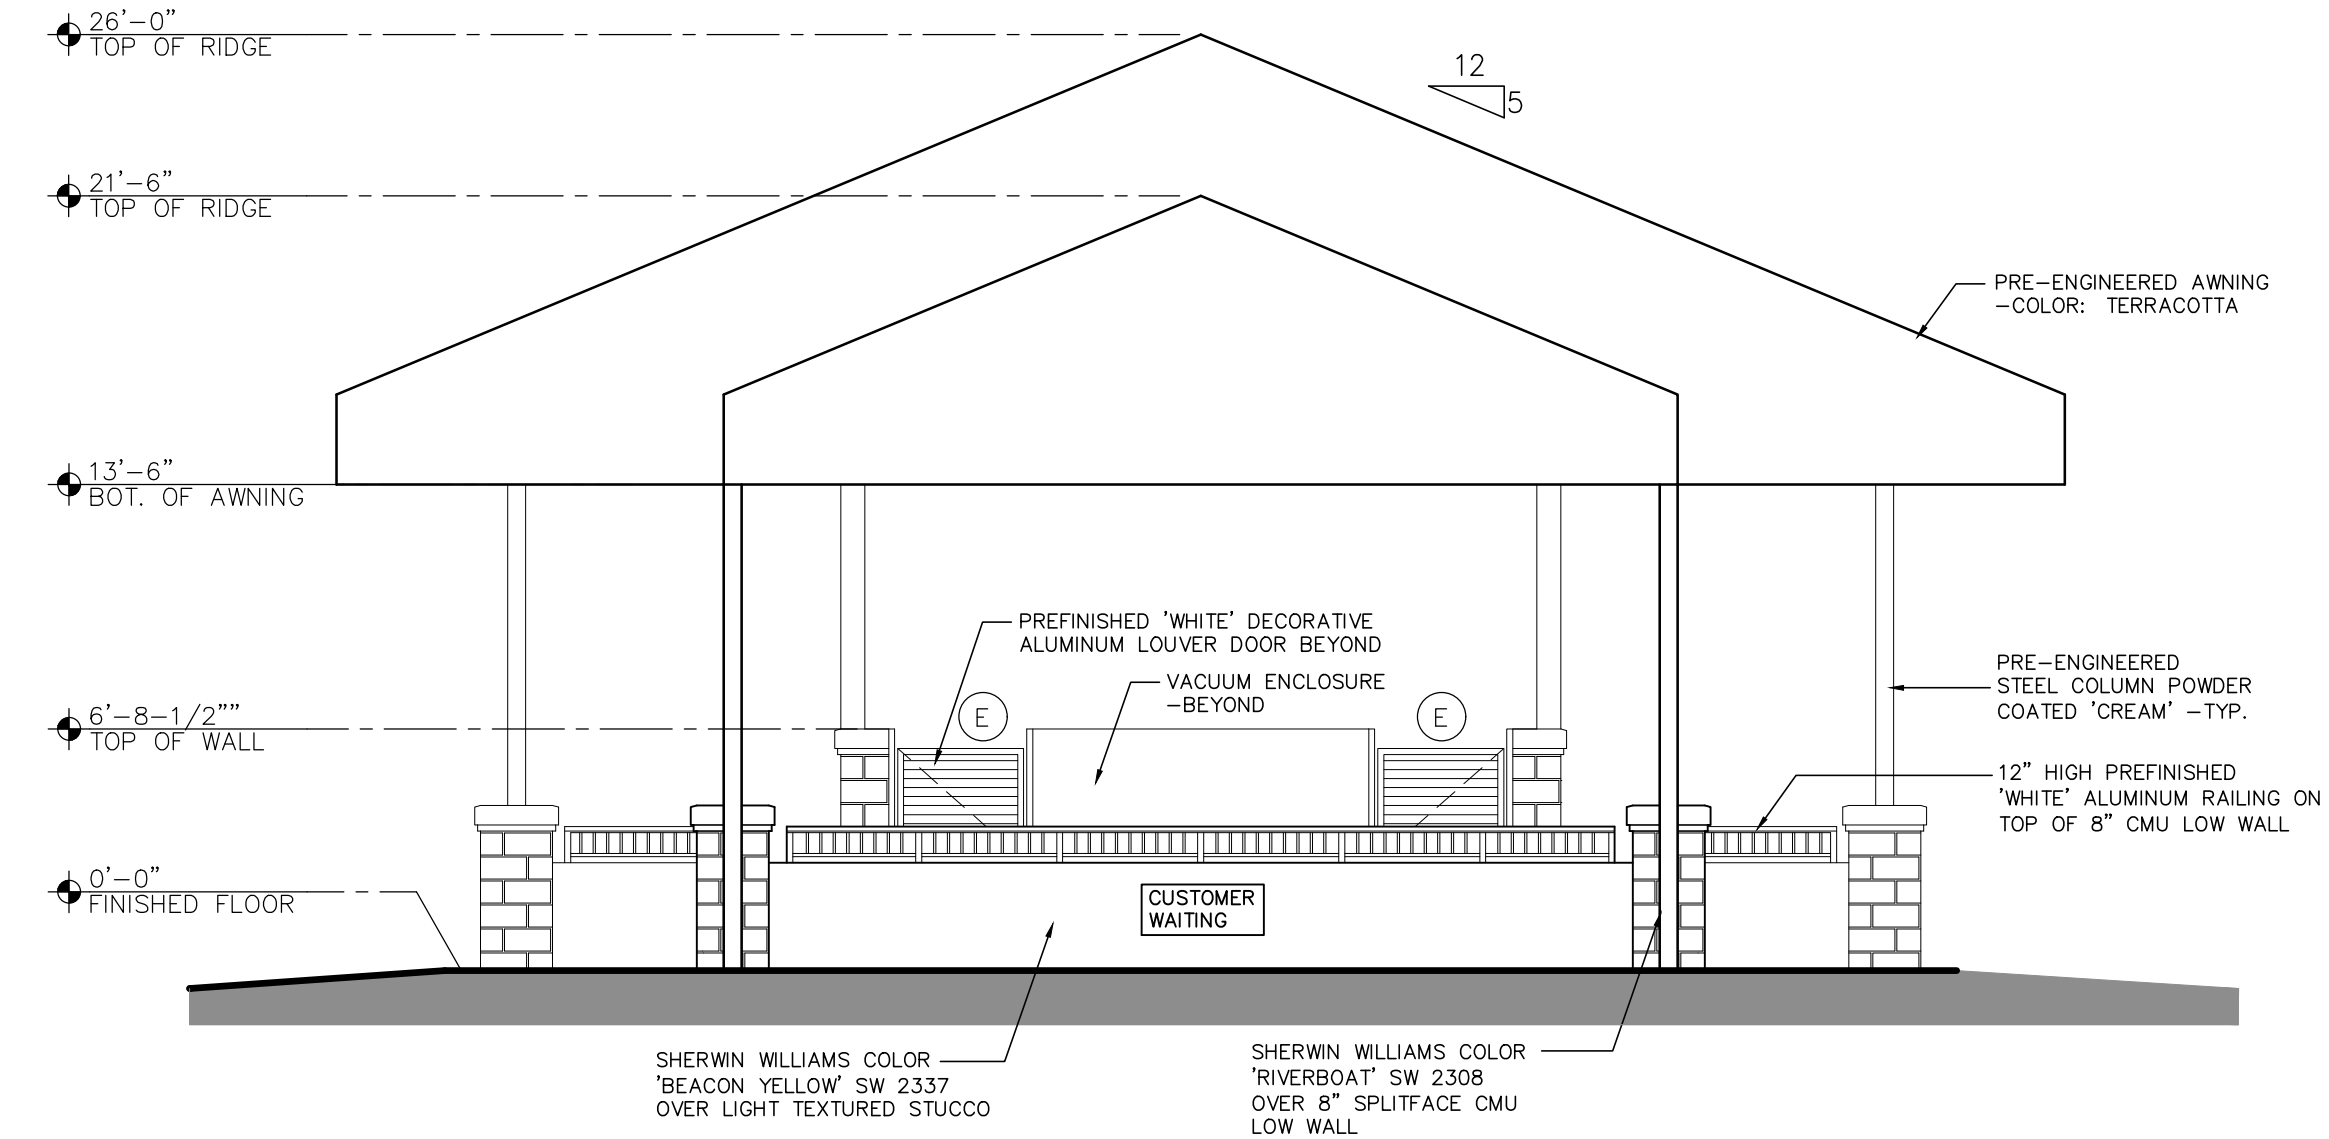 26'-0"
TOP OF RIDGE
12
5
21'-6"
TOP OF RIDGE
PRE-ENGINEERED AWNING
-COLOR: TERRACOTTA
13'-6"
BOT. OF AWNING
PREFINISHED 'WHITE' DECORATIVE
ALUMINUM LOUVER DOOR BEYOND
VACUUM ENCLOSURE
-BEYOND
E
E
PRE-ENGINEERED
STEEL COLUMN POWDER
COATED 'CREAM' -TYP.
6'-8-1/2""
TOP OF WALL
12" HIGH PREFINISHED
'WHITE' ALUMINUM RAILING ON
TOP OF 8" CMU LOW WALL
0'-0"
FINISHED FLOOR
CUSTOMER
WAITING
SHERWIN WILLIAMS COLOR
'BEACON YELLOW' SW 2337
OVER LIGHT TEXTURED STUCCO
SHERWIN WILLIAMS COLOR
'RIVERBOAT' SW 2308
OVER 8" SPLITFACE CMU
LOW WALL